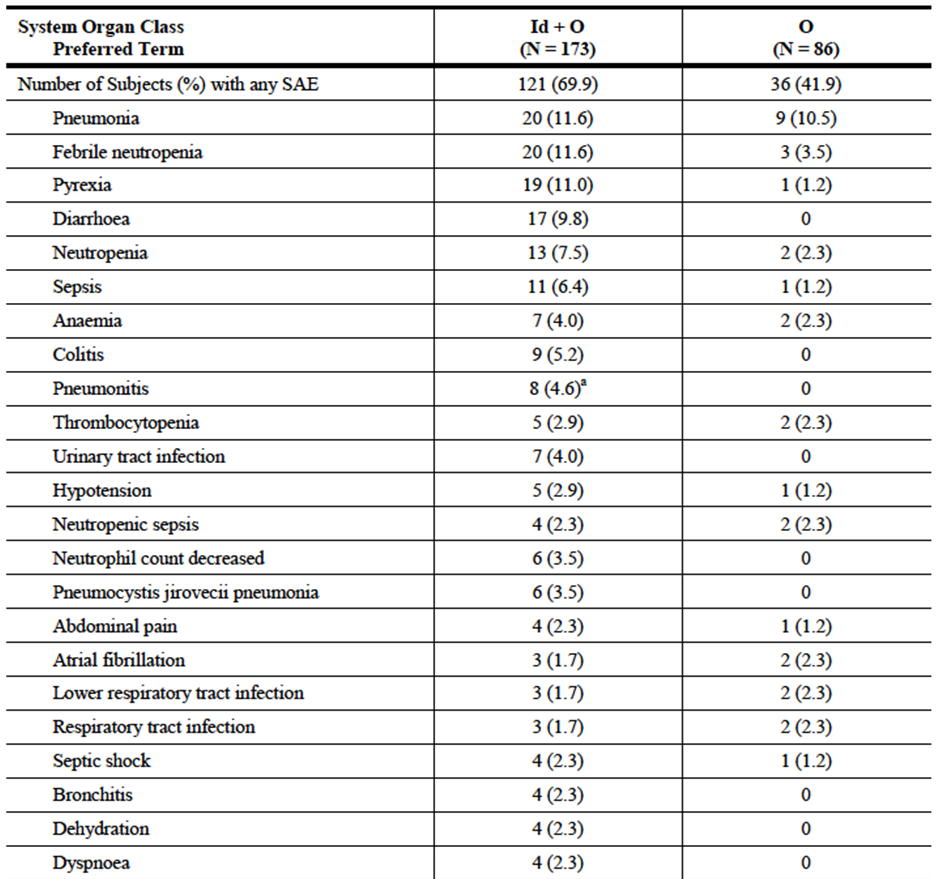 System Organ Class Id + O O
Preferred Term (N = 173) (N = 86)
Number of Subjects (%) with any SAE 121 (69.9) 36 (41.9)
Pneumonia 20 (11.6) 9 (10.5)
Febrile neutropenia 20 (11.6) 3 (3.5)
Pyrexia 19 (11.0) 1 (1.2)
Diarrhoea 17 (9.8) 0
Neutropenia 13 (7.5) 2 (2.3)
Sepsis 11 (6.4) 1 (1.2)
Anaemia 7 (4.0) 2 (2.3)
Colitis 9 (5.2) 0
Pneumonitis 8 (4.6)a 0
Thrombocytopenia 5 (2.9) 2 (2.3)
Urinary tract infection 7 (4.0) 0
Hypotension 5 (2.9) 1 (1.2)
Neutropenic sepsis 4 (2.3) 2 (2.3)
Neutrophil count decreased 6 (3.5) 0
Pneumocystis jirovecii pneumonia 6 (3.5) 0
Abdominal pain 4 (2.3) 1 (1.2)
Atrial fibrillation 3 (1.7) 2 (2.3)
Lower respiratory tract infection 3 (1.7) 2 (2.3)
Respiratory tract infection 3 (1.7) 2 (2.3)
Septic shock 4 (2.3) 1 (1.2)
Bronchitis 4 (2.3) 0
Dehydration 4 (2.3) 0
Dyspnoea 4 (2.3) 0